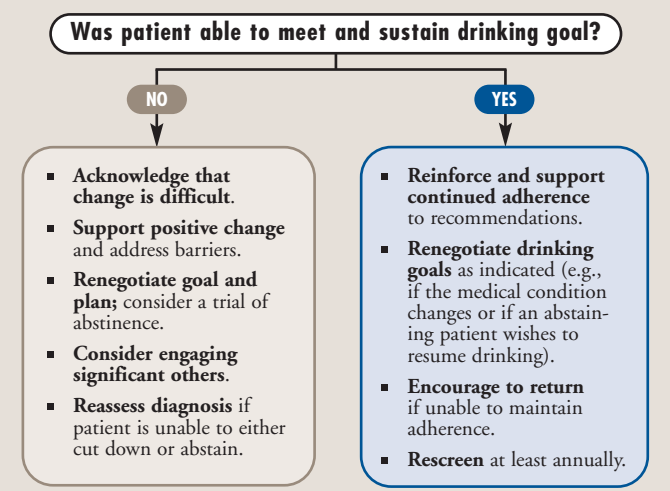 Was patient able to meet and sustain drinking goal?
NO
▪ Acknowledge that
change is difficult.
▪ Support positive change
and address barriers.
▪ Renegotiate goal and
plan; consider a trial of
abstinence.
▪ Consider engaging
significant others.
▪ Reassess diagnosis if
patient is unable to either
cut down or abstain.
YES
▪ Reinforce and support
continued adherence
to recommendations.
▪ Renegotiate drinking
goals as indicated (e.g.,
if the medical condition
changes or if an abstain-
ing patient wishes to
resume drinking).
▪ Encourage to return
if unable to maintain
adherence.
▪ Rescreen at least annually.